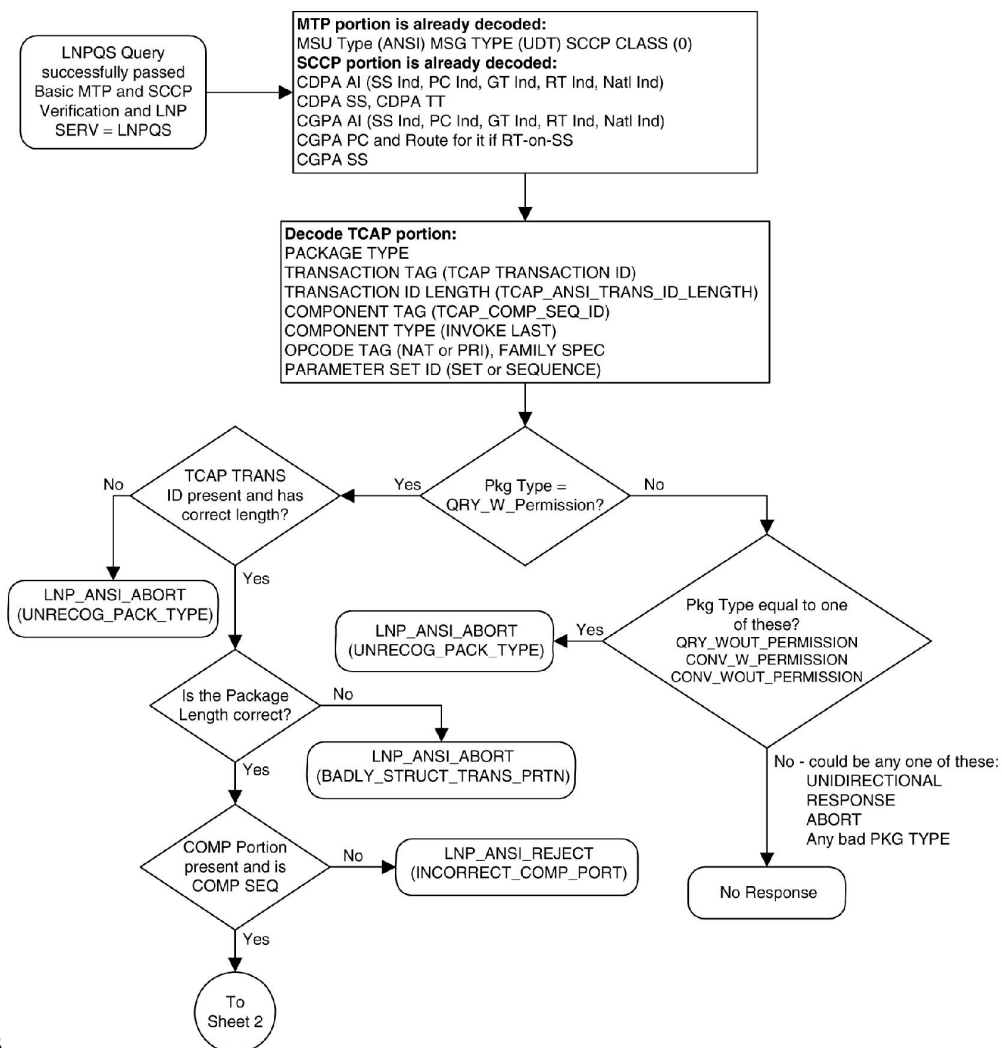 LNPQS Query
successfully passed
Basic MTP and SCCP
Verification and LNP
SERV = LNPQS
MTP portion is already decoded:
MSU Type (ANSI) MSG TYPE (UDT) SCCP CLASS (0)
SCCP portion is already decoded:
CDPA AI (SS Ind, PC Ind, GT Ind, RT Ind, Natl Ind)
CDPA SS, CDPA TT
CGPA AI (SS Ind, PC Ind, GT Ind, RT Ind, Natl Ind)
CGPA PC and Route for it if RT-on-SS
CGPA SS
Decode TCAP portion:
PACKAGE TYPE
TRANSACTION TAG (TCAP TRANSACTION ID)
TRANSACTION ID LENGTH (TCAP_ANSI_TRANS_ID_LENGTH)
COMPONENT TAG (TCAP_COMP_SEQ_ID)
COMPONENT TYPE (INVOKE LAST)
OPCODE TAG (NAT or PRI), FAMILY SPEC
PARAMETER SET ID (SET or SEQUENCE)
Pkg Type =
QRY_W_Permission?
Yes
No
TCAP TRANS
ID present and has
correct length?
No
LNP_ANSI_ABORT
(UNRECOG_PACK_TYPE)
Yes
Pkg Type equal to one
of these?
QRY_WOUT_PERMISSION
CONV_W_PERMISSION
CONV_WOUT_PERMISSION
Yes
LNP_ANSI_ABORT
(UNRECOG_PACK_TYPE)
Is the Package
Length correct?
No
LNP_ANSI_ABORT
(BADLY_STRUCT_TRANS_PRTN)
Yes
No - could be any one of these:
UNIDIRECTIONAL
RESPONSE
ABORT
Any bad PKG TYPE
No Response
COMP Portion
present and is
COMP SEQ
No
LNP_ANSI_REJECT
(INCORRECT_COMP_PORT)
Yes
To
Sheet 2